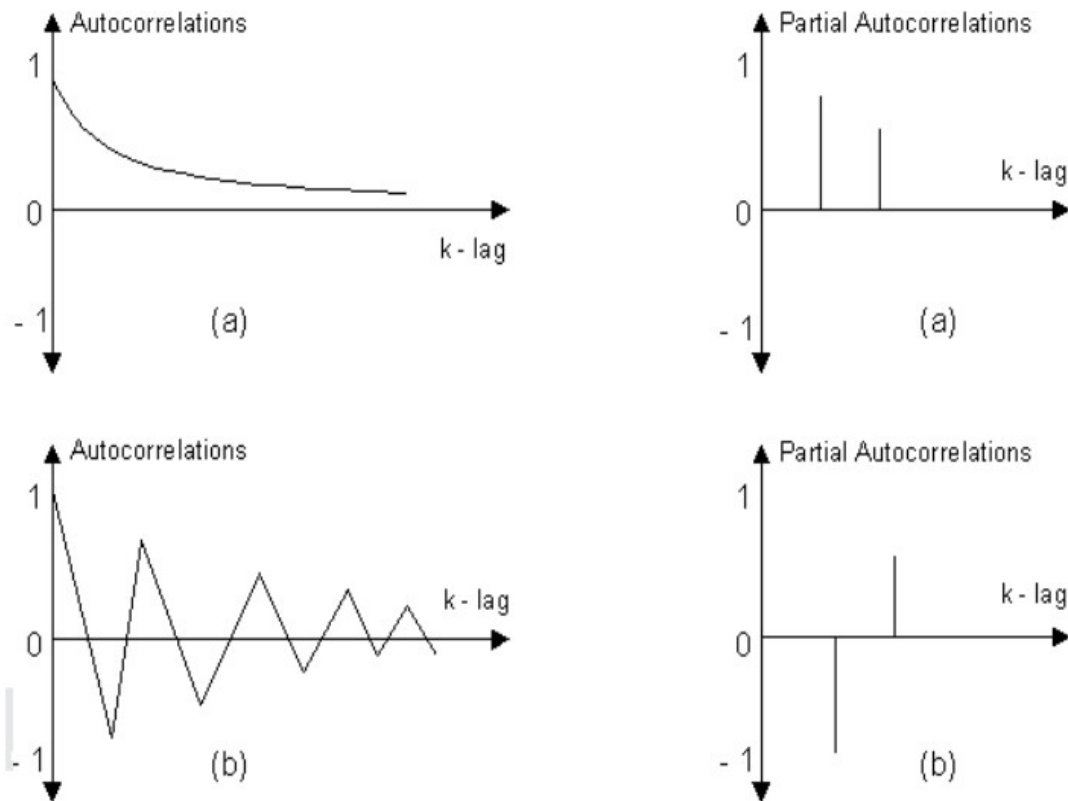 Autocorrelations
1
0
k - lag
- 1
(a)
Partial Autocorrelations
1
k - lag
0
- 1
(a)
Autocorrelations
1
k - lag
0
- 1
(b)
Partial Autocorrelations
1
k - lag
0
- 1
(b)